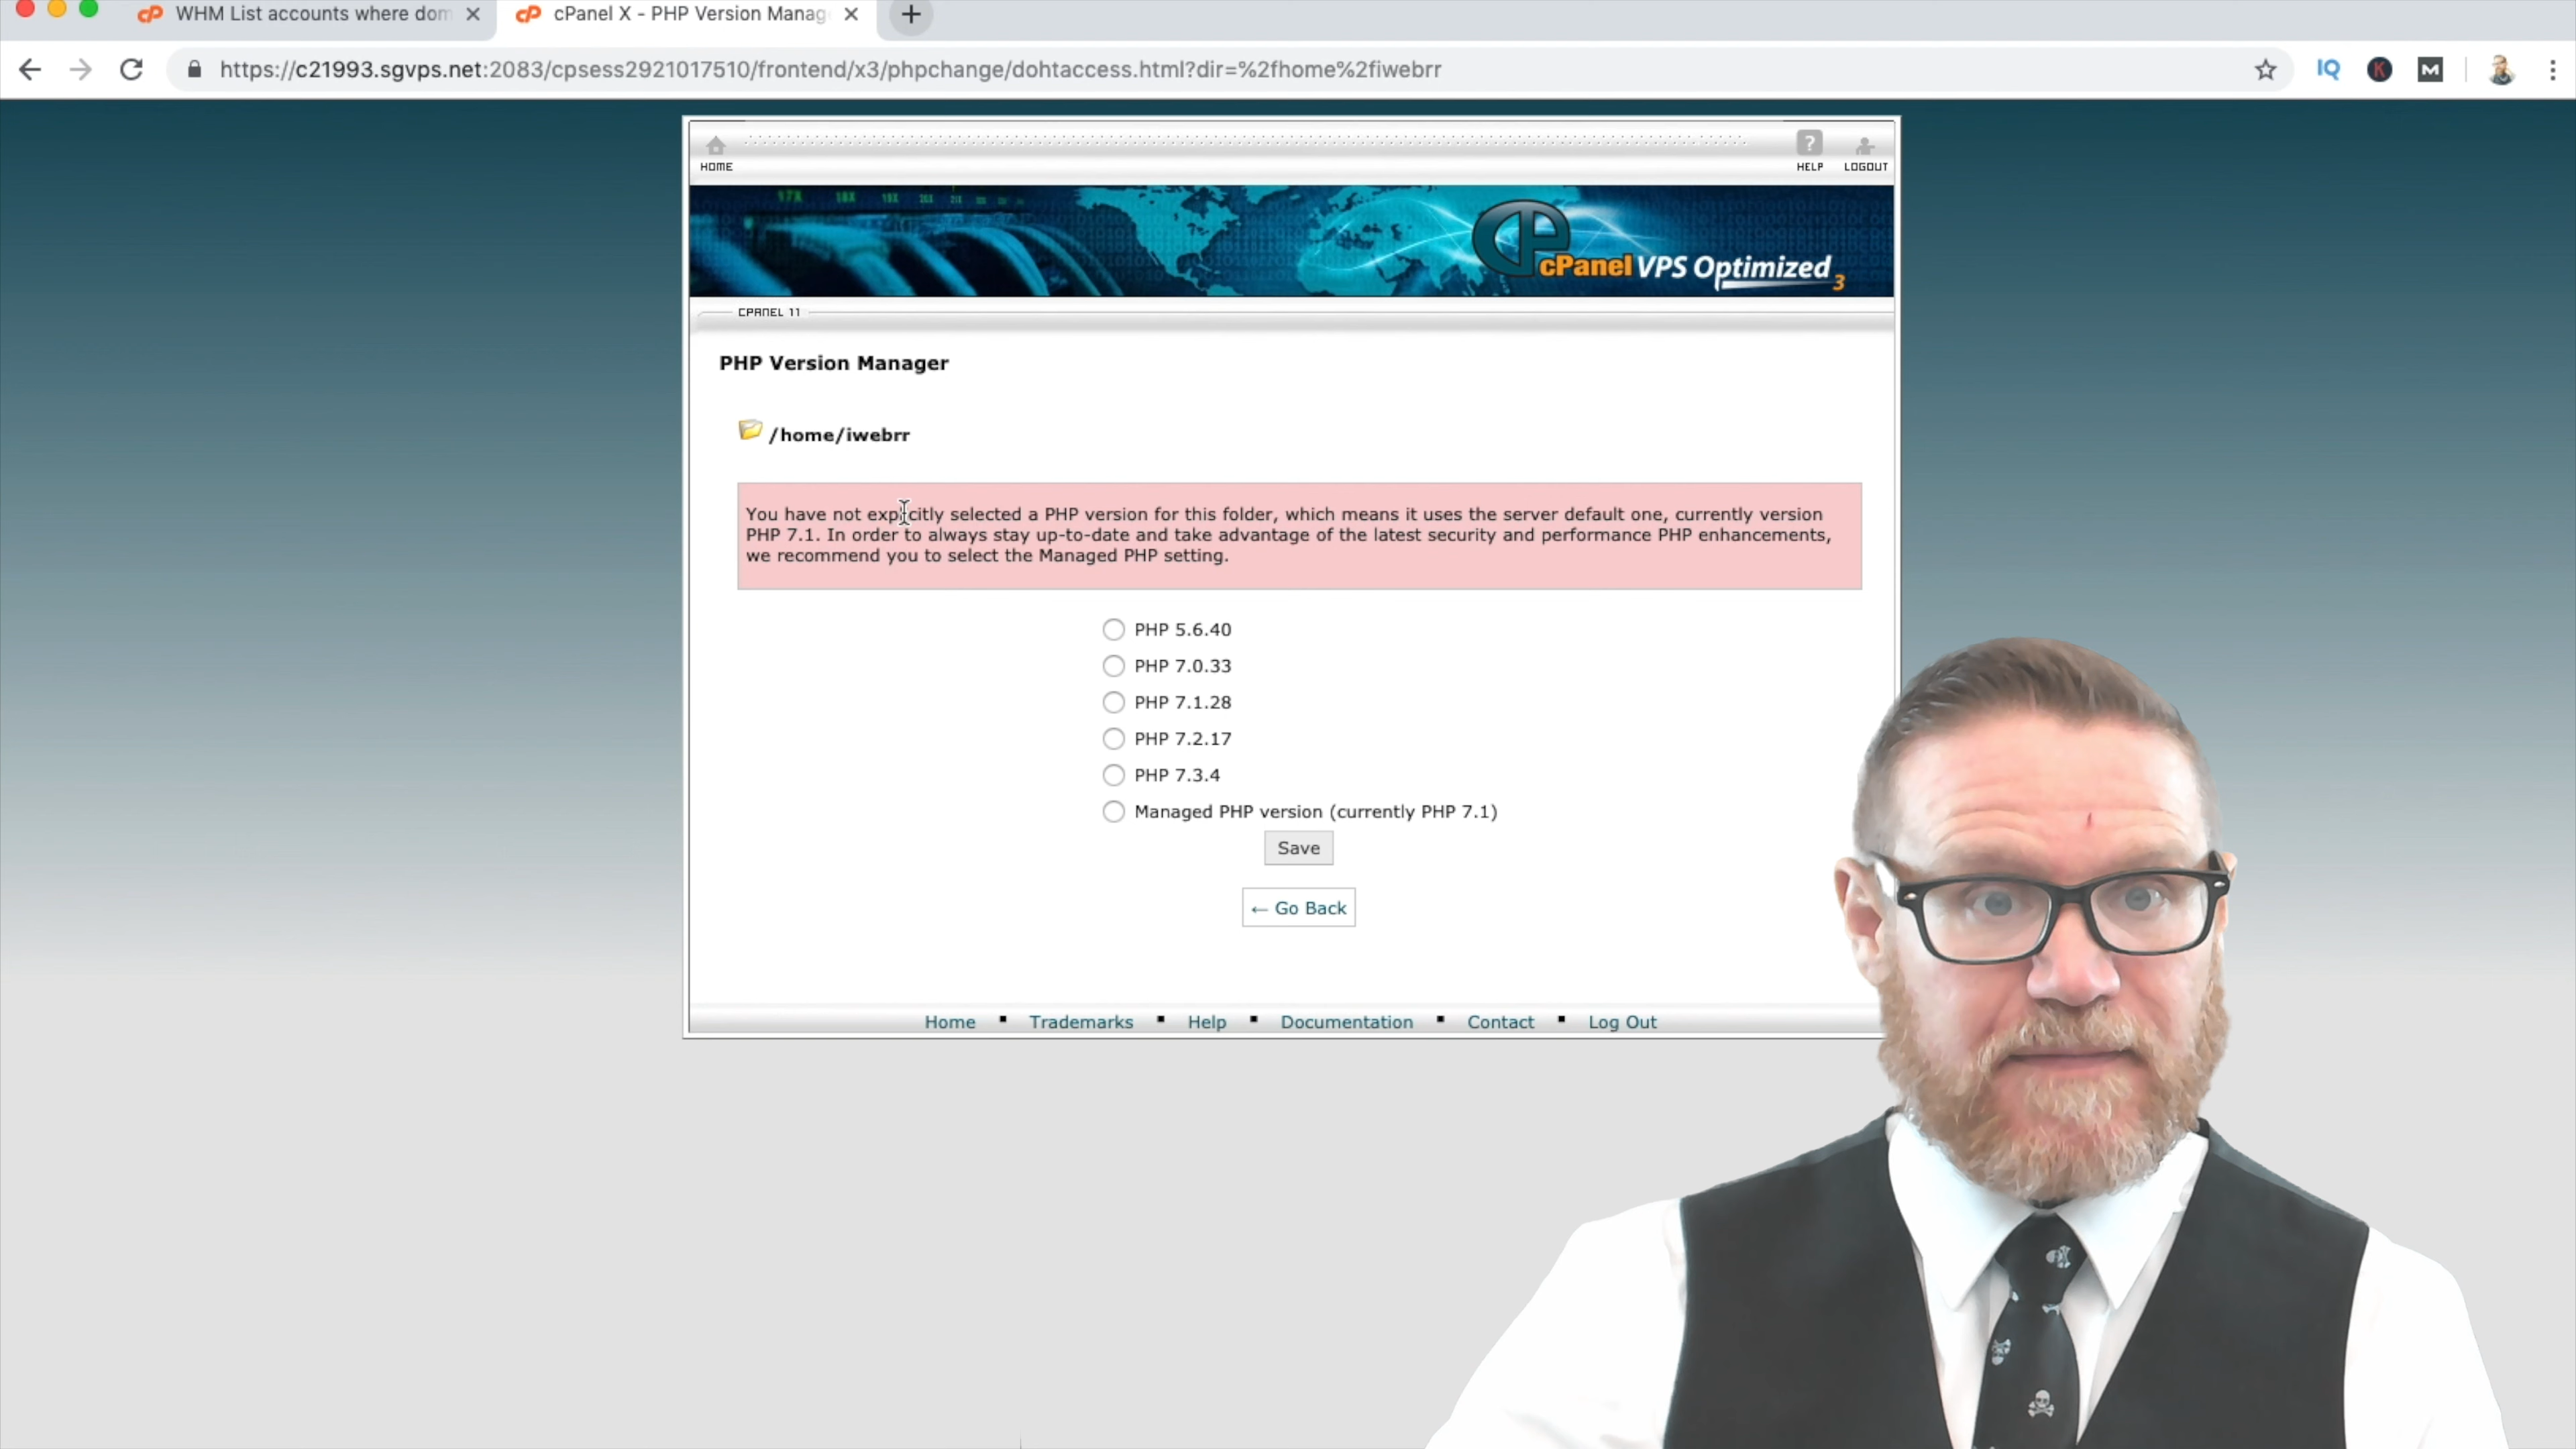 WHM List accounts where dom
cPanel X - PHP Version Manag
https://c21993.sgvps.net:2083/cpsess2921017510/frontend/x3/phpchange/dohtaccess.html?dir=%2fhome%2fiwebrr
IQ
K
M
HOME
?
HELP
LOGOUT
17X 18X 19X 20X 21X
cPanel VPS Optimized 3
CPANEL 11
PHP Version Manager
/home/iwebrr
You have not explicitly selected a PHP version for this folder, which means it uses the server default one, currently version
PHP 7.1. In order to always stay up-to-date and take advantage of the latest security and performance PHP enhancements,
we recommend you to select the Managed PHP setting.
PHP 5.6.40
PHP 7.0.33
PHP 7.1.28
PHP 7.2.17
PHP 7.3.4
Managed PHP version (currently PHP 7.1)
Save
← Go Back
Home ▪ Trademarks ▪ Help ▪ Documentation ▪ Contact ▪ Log Out